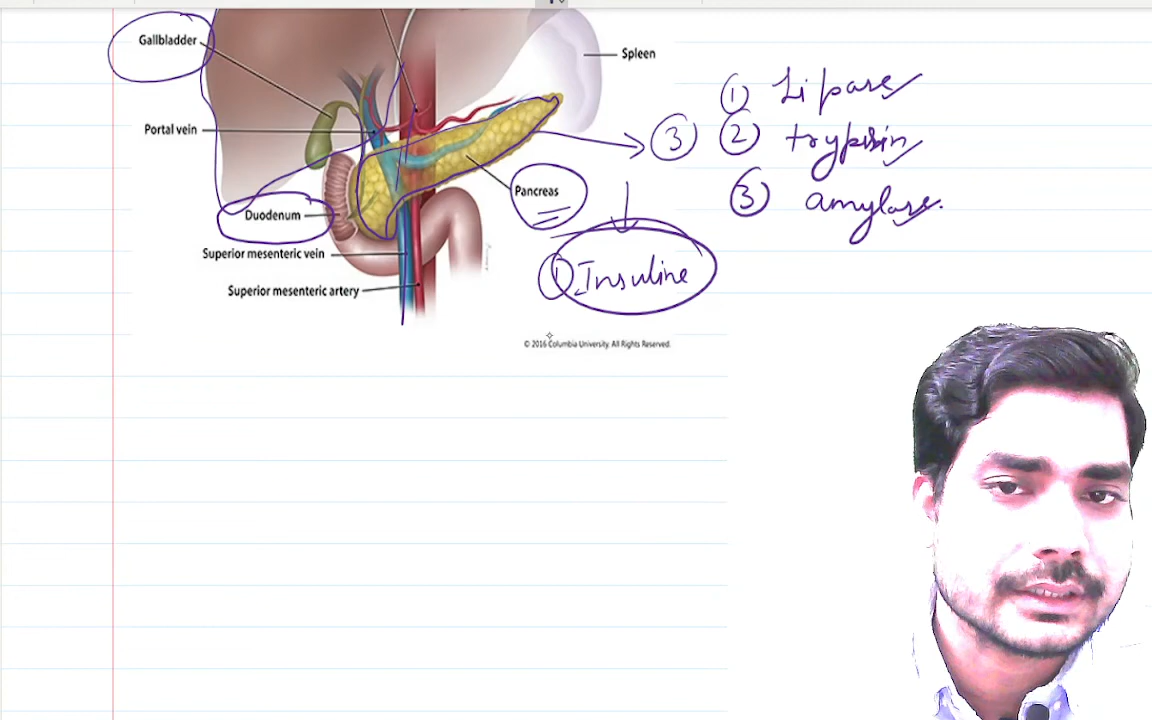 Gallbladder
Spleen
① Lipase
Portal vein
③ ② trypsin
Pancreas
③ amylase.
Duodenum
Superior mesenteric vein
① Insuline
Superior mesenteric artery
© 2016 Columbia University. All Rights Reserved.